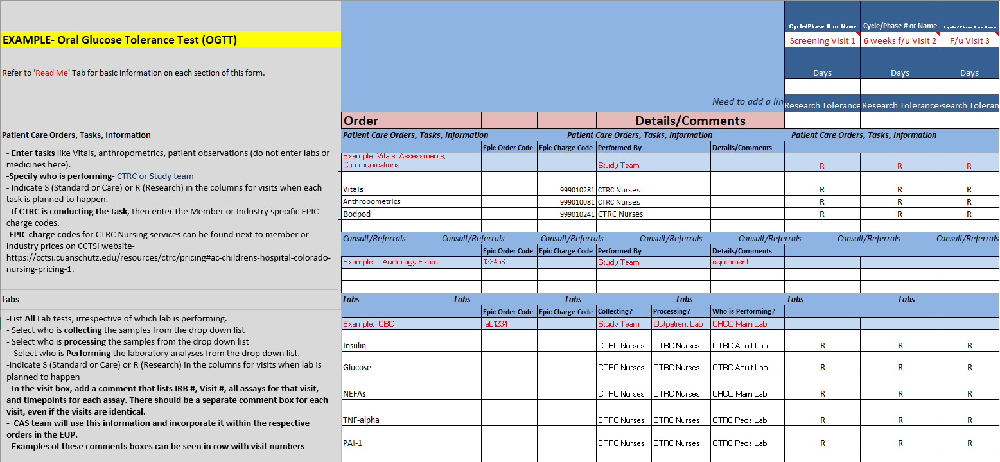 Cycle/Phase # or Name Cycle/Phase # or Name Cycle/Phase # or Name
EXAMPLE- Oral Glucose Tolerance Test (OGTT)
Screening Visit 1 6 weeks f/u Visit 2 F/u Visit 3
Refer to 'Read Me' Tab for basic information on each section of this form.
Days Days Days
Need to add a lin
Research Tolerance Research Tolerance search Toleran
Order Details/Comments
Patient Care Orders, Tasks, Information
- Enter tasks like Vitals, anthropometrics, patient observations (do not enter labs or
medicines here).
-Specify who is performing- CTRC or Study team
- Indicate S (Standard or Care) or R (Research) in the columns for visits when each
task is planned to happen.
- If CTRC is conducting the task, then enter the Member or Industry specific EPIC
charge codes.
-EPIC charge codes for CTRC Nursing services can be found next to member or
Industry prices on CCTSI website-
https://cctsi.cuanschutz.edu/resources/ctrc/pricing#ac-childrens-hospital-colorado-
nursing-pricing-1.
Patient Care Orders, Tasks, Information Patient Care Orders, Tasks, Information Patient Care Orders, Tasks, Information
Epic Order Code Epic Charge Code Performed By Details/Comments
Example: Vitals, Assessments,
Communications Study Team R R R
Vitals 999010281 CTRC Nurses R R R
Anthropometrics 999010081 CTRC Nurses R R R
Bodpod 999010241 CTRC Nurses R R R
Consult/Referrals Consult/Referrals Consult/Referrals Consult/Referrals Consult/Referrals Consult/Referrals Consult/Referrals
Epic Order Code Epic Charge Code Performed By Details/Comments
Example: Audiology Exam 123456 Study Team equipment
Labs
-List All Lab tests, irrespective of which lab is performing.
- Select who is collecting the samples from the drop down list
- Select who is processing the samples from the drop down list
- Select who is Performing the laboratory analyses from the drop down list.
-Indicate S (Standard or Care) or R (Research) in the columns for visits when lab is
planned to happen
- In the visit box, add a comment that lists IRB #, Visit #, all assays for that visit,
and timepoints for each assay. There should be a separate comment box for each
visit, even if the visits are identical.
- CAS team will use this information and incorporate it within the respective
orders in the EUP.
- Examples of these comments boxes can be seen in row with visit numbers
Labs Labs Labs Labs Labs Labs
Epic Order Code Epic Charge Code Collecting? Processing? Who is Performing?
Example: CBC lab1234 Study Team Outpatient Lab CHCO Main Lab
Insulin CTRC Nurses CTRC Nurses CTRC Adult Lab R R R
Glucose CTRC Nurses CTRC Nurses CTRC Adult Lab R R R
NEFAs CTRC Nurses CTRC Nurses CHCO Main Lab R R R
TNF-alpha CTRC Nurses CTRC Nurses CTRC Peds Lab R R R
PAI-1 CTRC Nurses CTRC Nurses CTRC Peds Lab R R R